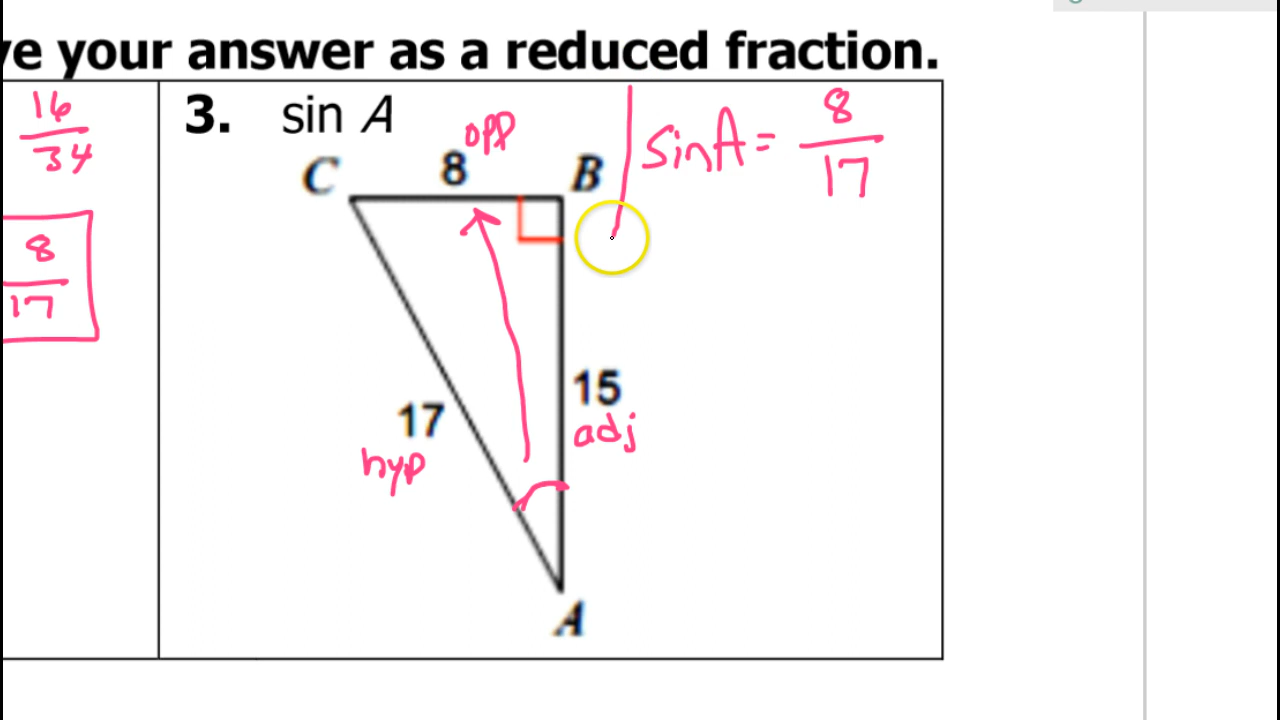 ve your answer as a reduced fraction.
16
34
8
17
3. sin A
opp
sin A = 8
17
C 8 B
15
adj
17
hyp
A